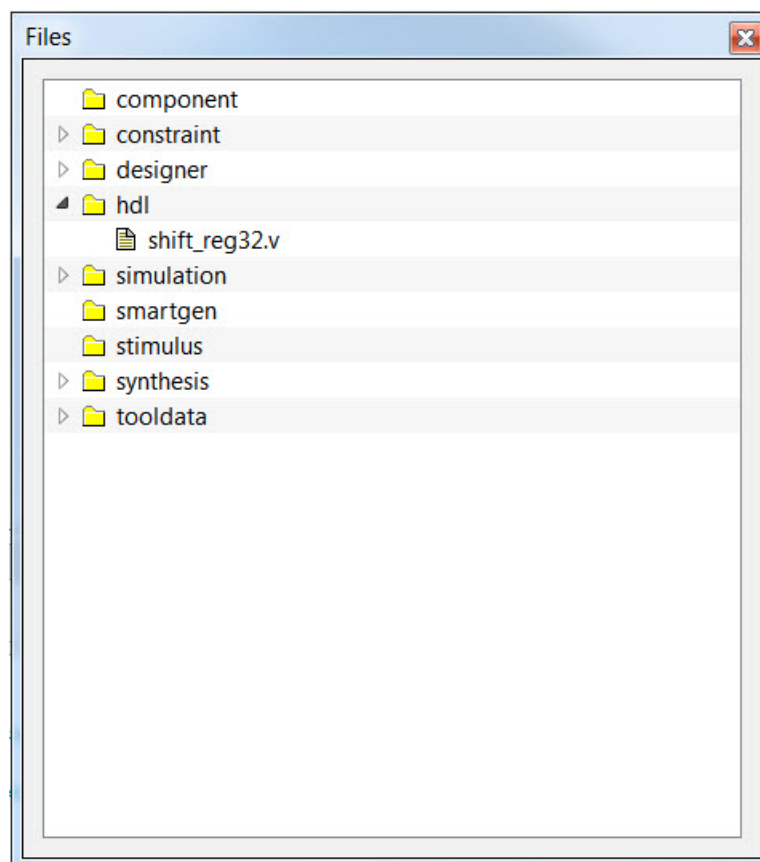 Files
component
constraint
designer
hdl
shift_reg32.v
simulation
smartgen
stimulus
synthesis
tooldata